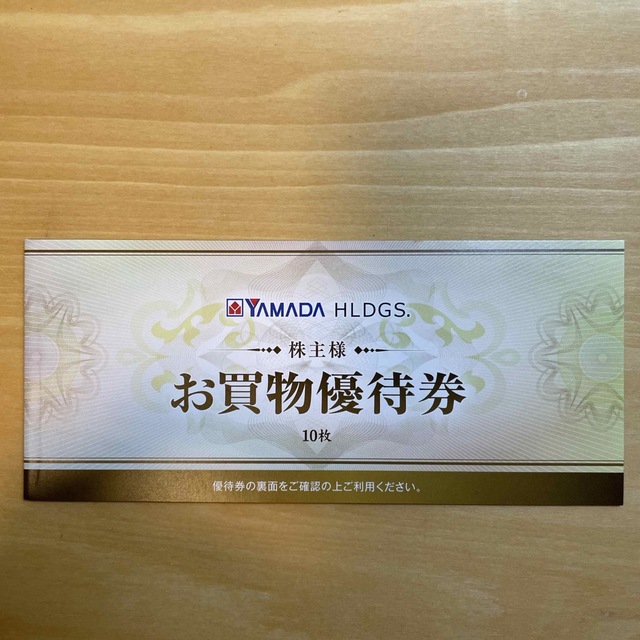 YAMADA HLDGS.
株主様
お買物優待券
10枚
優待券の裏面をご確認の上ご利用ください。